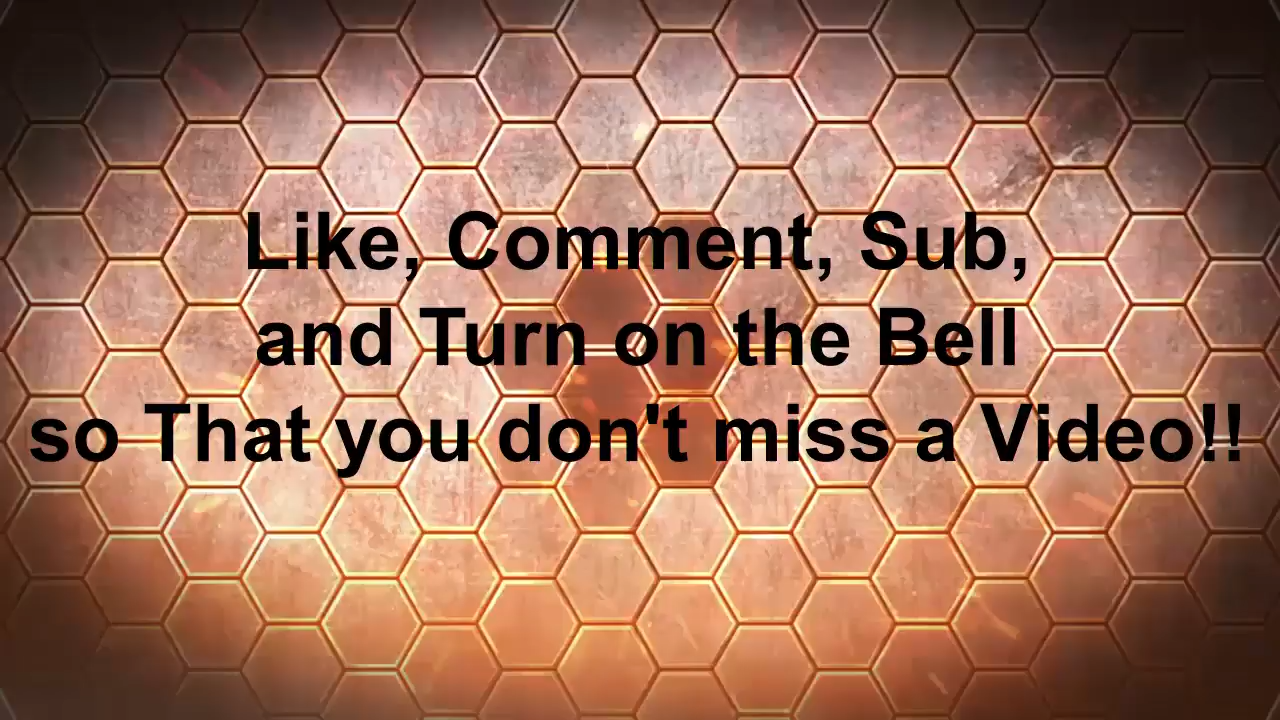 Like, Comment, Sub,
and Turn on the Bell
so That you don't miss a Video!!